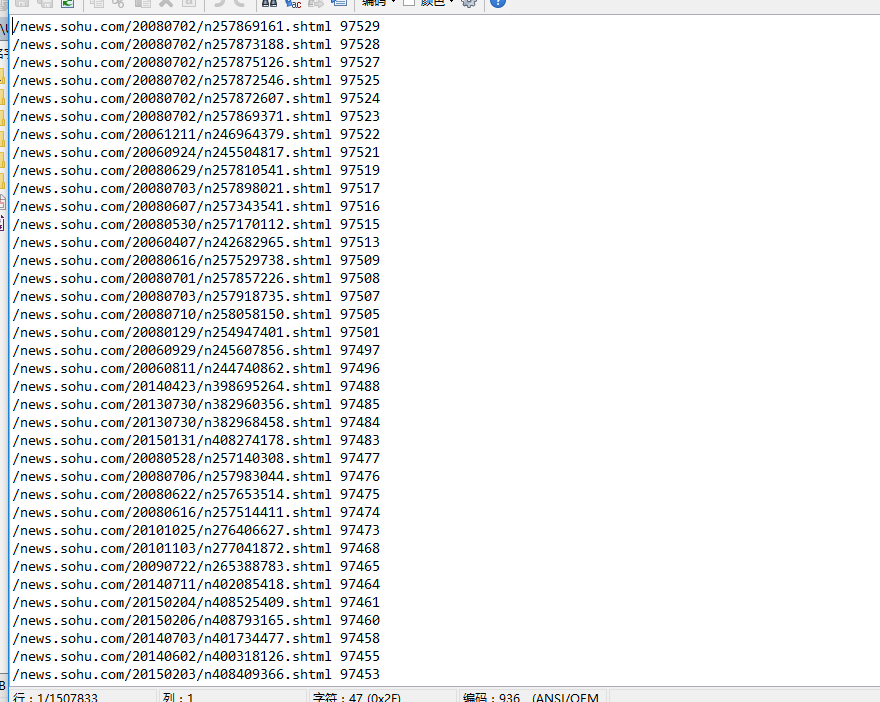 编码
颜色
/news.sohu.com/20080702/n257869161.shtml 97529
/news.sohu.com/20080702/n257873188.shtml 97528
/news.sohu.com/20080702/n257875126.shtml 97527
/news.sohu.com/20080702/n257872546.shtml 97525
/news.sohu.com/20080702/n257872607.shtml 97524
/news.sohu.com/20080702/n257869371.shtml 97523
/news.sohu.com/20061211/n246964379.shtml 97522
/news.sohu.com/20060924/n245504817.shtml 97521
/news.sohu.com/20080629/n257810541.shtml 97519
/news.sohu.com/20080703/n257898021.shtml 97517
/news.sohu.com/20080607/n257343541.shtml 97516
/news.sohu.com/20080530/n257170112.shtml 97515
/news.sohu.com/20060407/n242682965.shtml 97513
/news.sohu.com/20080616/n257529738.shtml 97509
/news.sohu.com/20080701/n257857226.shtml 97508
/news.sohu.com/20080703/n257918735.shtml 97507
/news.sohu.com/20080710/n258058150.shtml 97505
/news.sohu.com/20080129/n254947401.shtml 97501
/news.sohu.com/20060929/n245607856.shtml 97497
/news.sohu.com/20060811/n244740862.shtml 97496
/news.sohu.com/20140423/n398695264.shtml 97488
/news.sohu.com/20130730/n382960356.shtml 97485
/news.sohu.com/20130730/n382968458.shtml 97484
/news.sohu.com/20150131/n408274178.shtml 97483
/news.sohu.com/20080528/n257140308.shtml 97477
/news.sohu.com/20080706/n257983044.shtml 97476
/news.sohu.com/20080622/n257653514.shtml 97475
/news.sohu.com/20080616/n257514411.shtml 97474
/news.sohu.com/20101025/n276406627.shtml 97473
/news.sohu.com/20101103/n277041872.shtml 97468
/news.sohu.com/20090722/n265388783.shtml 97465
/news.sohu.com/20140711/n402085418.shtml 97464
/news.sohu.com/20150204/n408525409.shtml 97461
/news.sohu.com/20150206/n408793165.shtml 97460
/news.sohu.com/20140703/n401734477.shtml 97458
/news.sohu.com/20140602/n400318126.shtml 97455
/news.sohu.com/20150203/n408409366.shtml 97453
行：1/1507833 列：1 字符：47 (0x2F) 编码：936 (ANSI/OEM